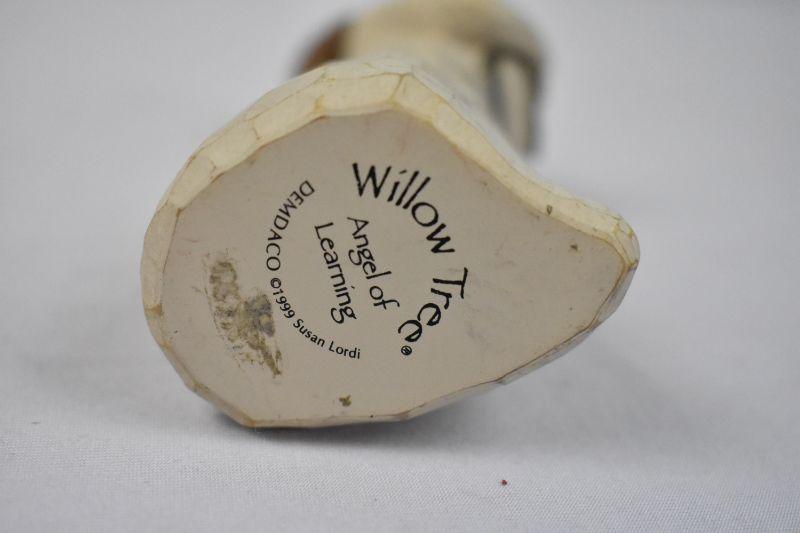 Willow Tree®
Angel of
Learning
DEMDACO ©1999 Susan Lordi